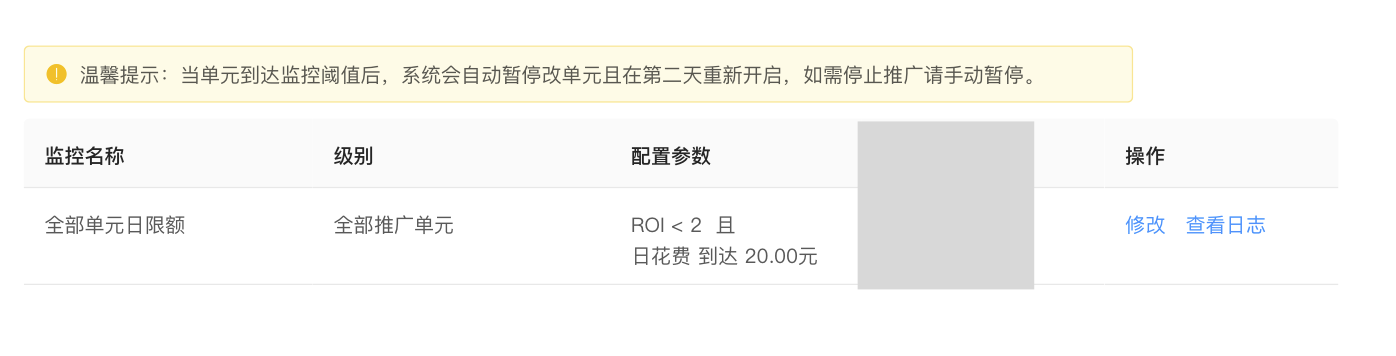 温馨提示：当单元到达监控阈值后，系统会自动暂停改单元且在第二天重新开启，如需停止推广请手动暂停。
监控名称 级别 配置参数 操作
全部单元日限额 全部推广单元 ROI < 2 且 修改 查看日志
日花费 到达 20.00元